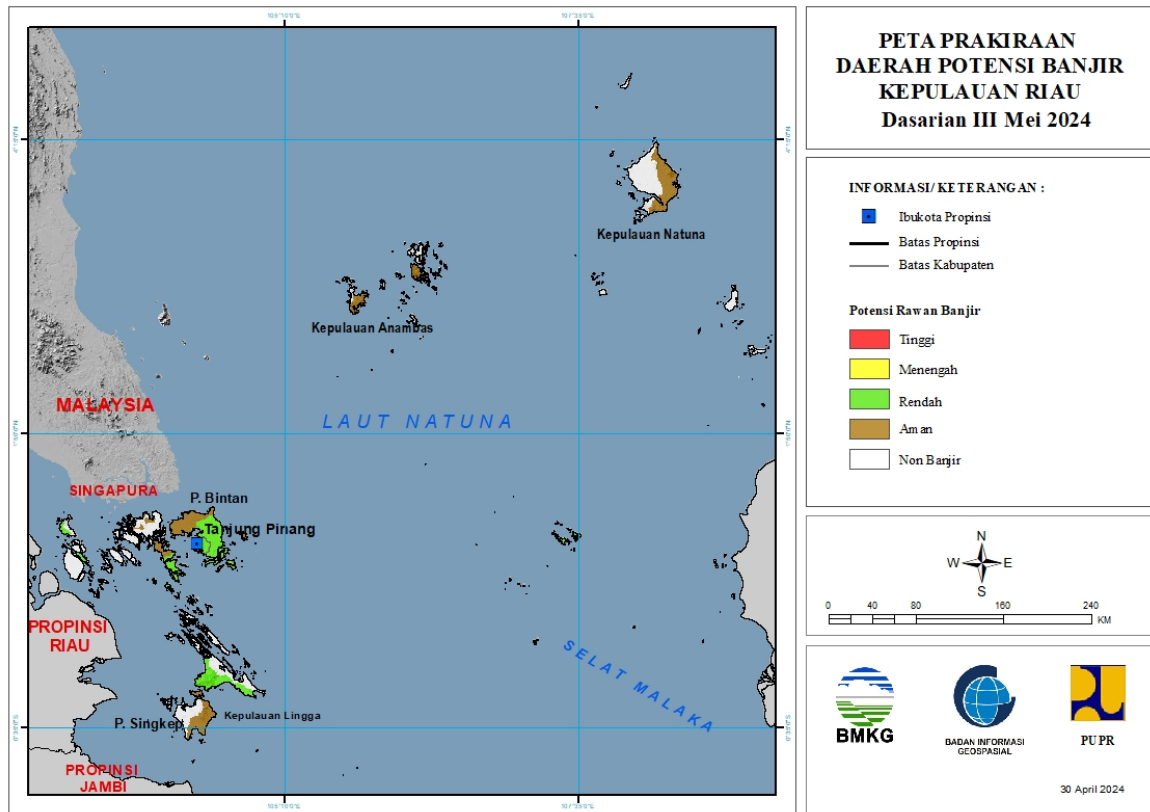 PETA PRAKIRAAN
DAERAH POTENSI BANJIR
KEPULAUAN RIAU
Dasarian III Mei 2024
INFORMASI/ KETERANGAN :
Ibukota Propinsi
Batas Propinsi
Batas Kabupaten
Potensi Rawan Banjir
Tinggi
Menengah
Rendah
Aman
Non Banjir
N
W
E
S
0 40 80 160 240
KM
BMKG
BADAN INFORMASI
GEOSPASIAL
PUPR
30 April 2024
Kepulauan Natuna
Kepulauan Anambas
MALAYSIA
LAUT NATUNA
SINGAPURA
P. Bintan
Tanjung Pinang
PROPINSI
RIAU
SELAT MALAKA
P. Singkep
Kepulauan Lingga
PROPINSI
JAMBI